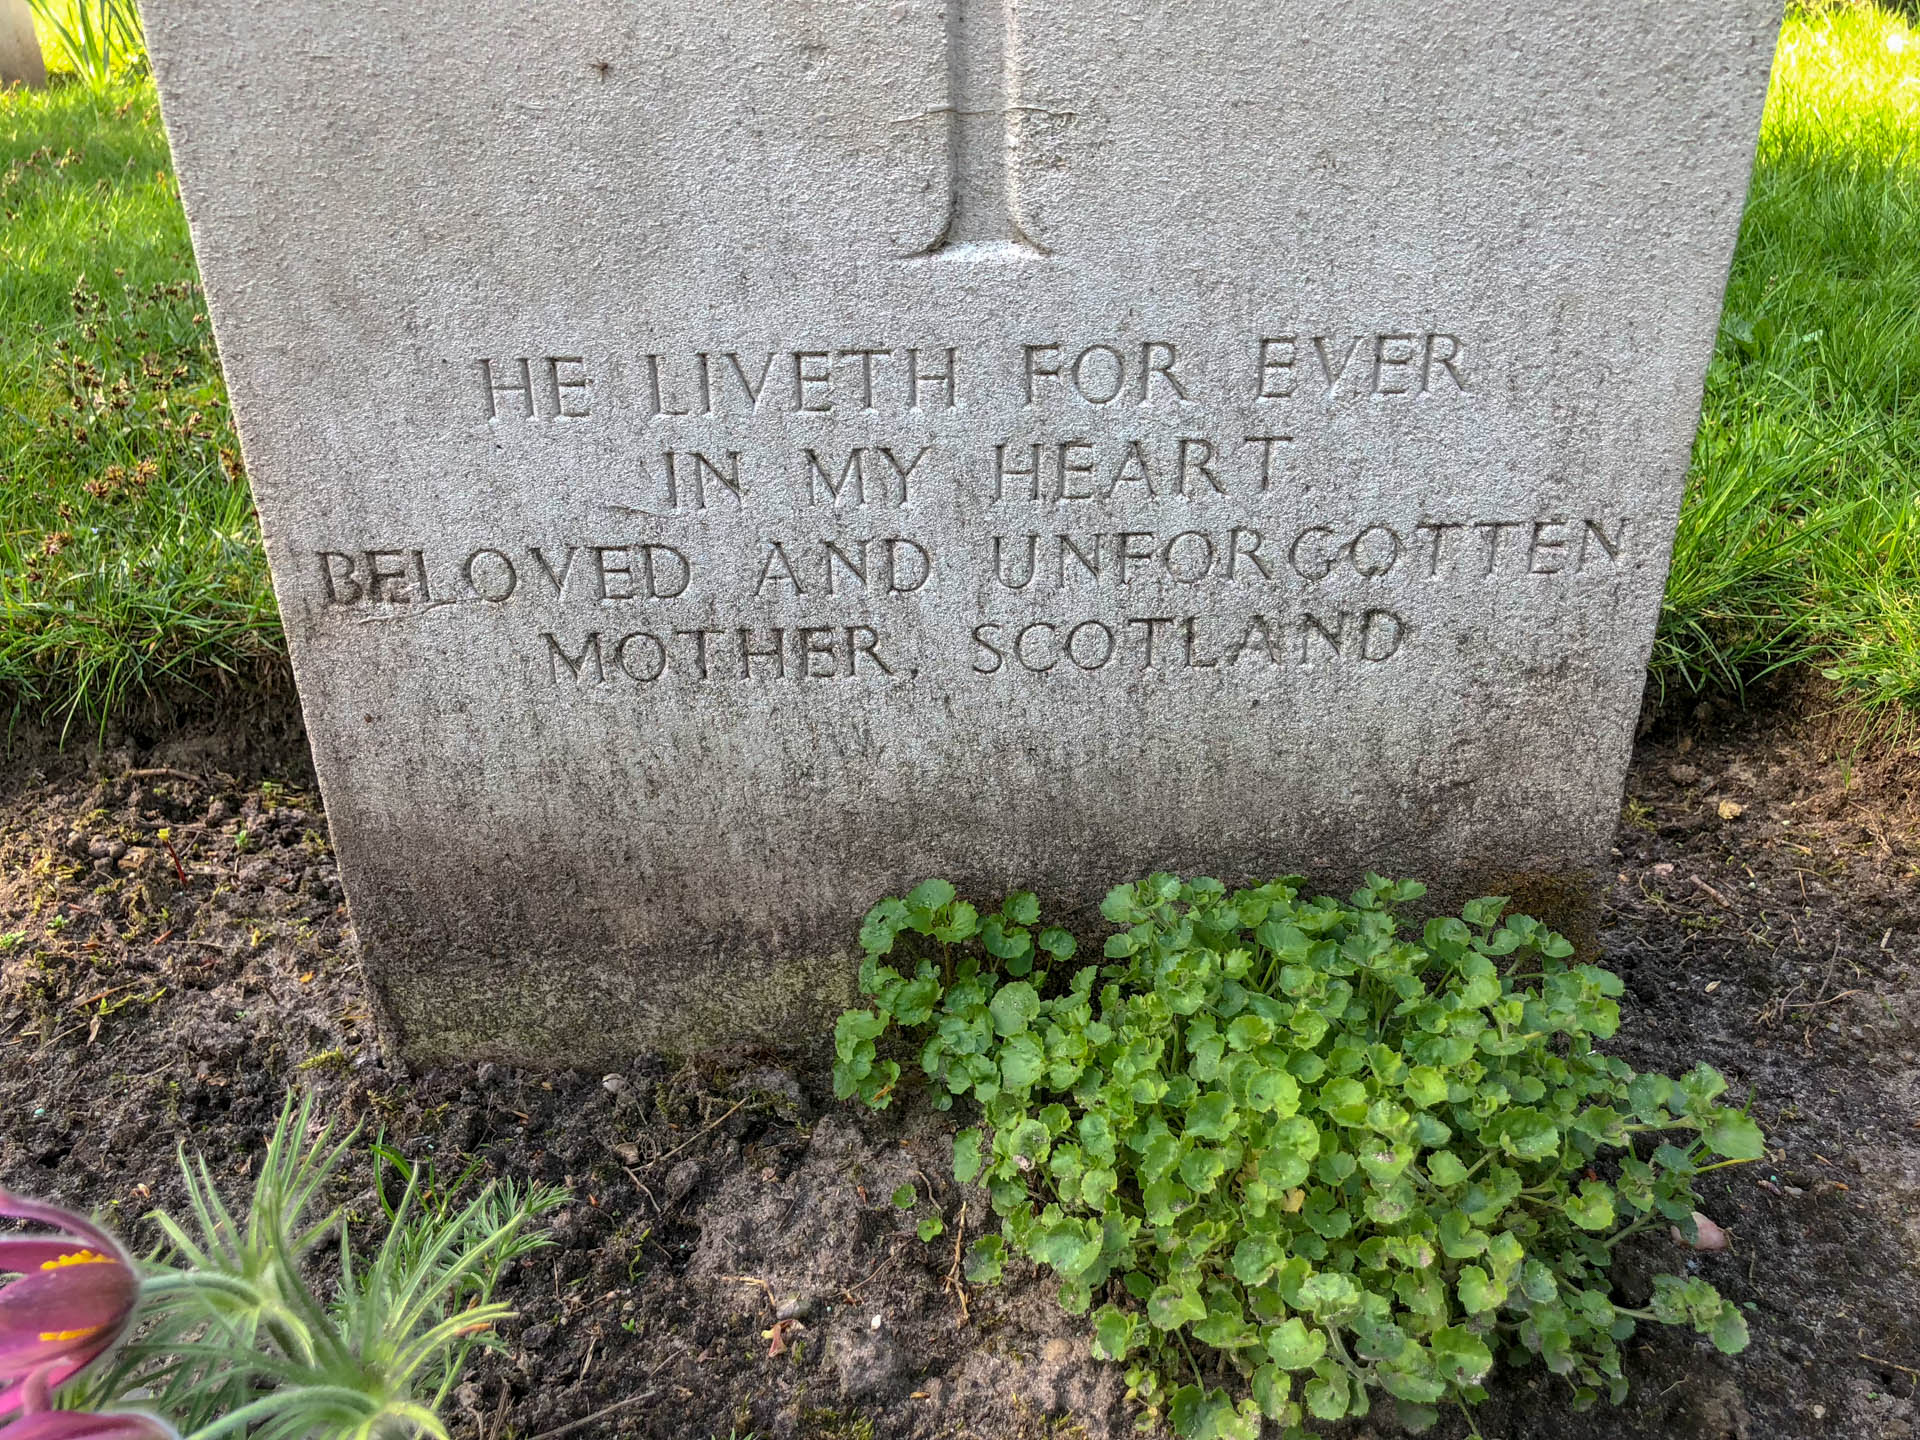 HE LIVETH FOR EVER
IN MY HEART.
BELOVED AND UNFORGOTTEN
MOTHER, SCOTLAND